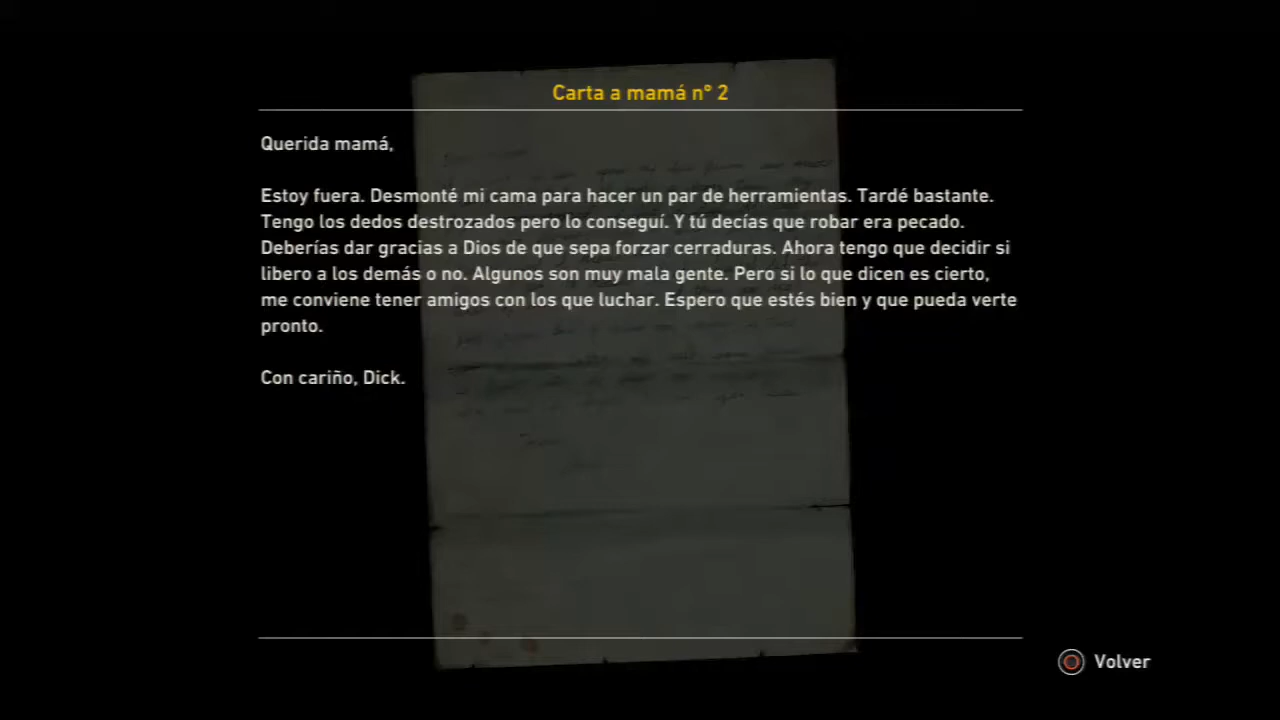 Carta a mamá nº 2
Querida mamá,
Estoy fuera. Desmonté mi cama para hacer un par de herramientas. Tardé bastante.
Tengo los dedos destrozados pero lo conseguí. Y tú decías que robar era pecado.
Deberías dar gracias a Dios de que sepa forzar cerraduras. Ahora tengo que decidir si
libero a los demás o no. Algunos son muy mala gente. Pero si lo que dicen es cierto,
me conviene tener amigos con los que luchar. Espero que estés bien y que pueda verte
pronto.
Con cariño, Dick.
Volver